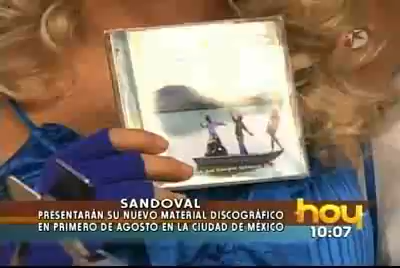 SANDOVAL
PRESENTARÁN SU NUEVO MATERIAL DISCOGRÁFICO
EN PRIMERO DE AGOSTO EN LA CIUDAD DE MÉXICO
hoy
10:07